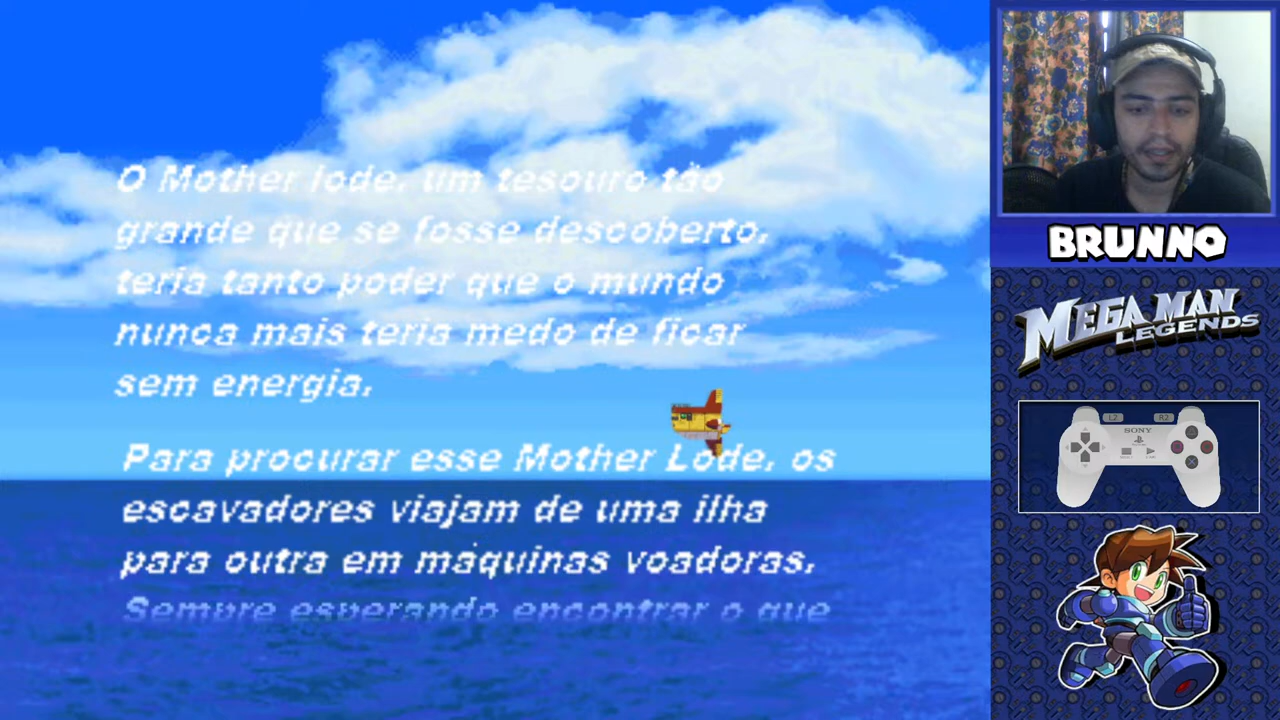 O Mother lode, um tesouro tão
grande que se fosse descoberto,
teria tanto poder que o mundo
nunca mais teria medo de ficar
sem energia.
Para procurar esse Mother Lode, os
escavadores viajam de uma ilha
para outra em máquinas voadoras,
Sempre esperando encontrar o que
BRUNNO
MEGA MAN
LEGENDS
L2 R2
SONY